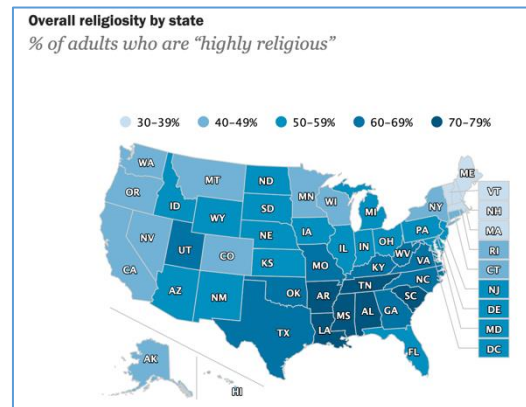 Overall religiosity by state
% of adults who are “highly religious”
30–39% 40–49% 50–59% 60–69% 70–79%
WA
MT
ND
MN
ME
VT
OR
ID
SD
WI
NY
NH
WY
MI
MA
NE
IA
PA
RI
NV
UT
IL
IN
OH
CT
CA
CO
KS
MO
WV
VA
NJ
KY
NC
DE
AZ
NM
OK
AR
TN
SC
MD
MS
AL
GA
DC
TX
LA
AK
HI
FL